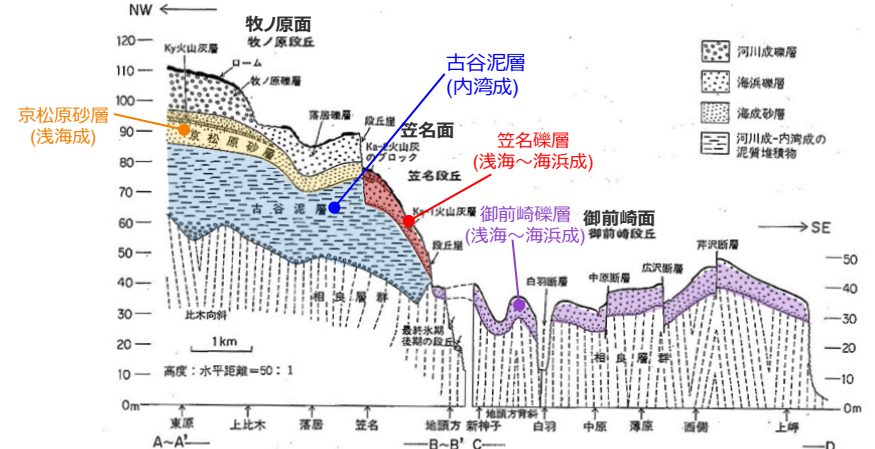 NW
牧ノ原面
牧ノ原段丘
Ky火山灰層
ローム
牧ノ原礫層
古谷泥層
(内湾成)
河川成礫層
海浜礫層
海成砂層
河川成-内湾成の
泥質堆積物
京松原砂層
(浅海成)
京松原砂層
落居礫層
段丘崖
笠名面
Ka-2火山灰
のブロック
笠名段丘
笠名礫層
(浅海～海浜成)
Ka-1火山灰層
古谷泥層
御前崎礫層
(浅海～海浜成)
御前崎面
御前崎段丘
SE
段丘崖
白羽断層
中原断層
広沢断層
芹沢断層
相良層群
比木向斜
最終氷期
後期の段丘
1km
高度：水平距離=50：1
相良層群
地頭方背斜
120
110
100
90
80
70
60
50
40
30
20
10
0m
50
40
30
20
10
0m
東原
上比木
落居
笠名
地頭方
新神子
白羽
中原
薄原
西側
上岬
A～A'
B～B'
C
D